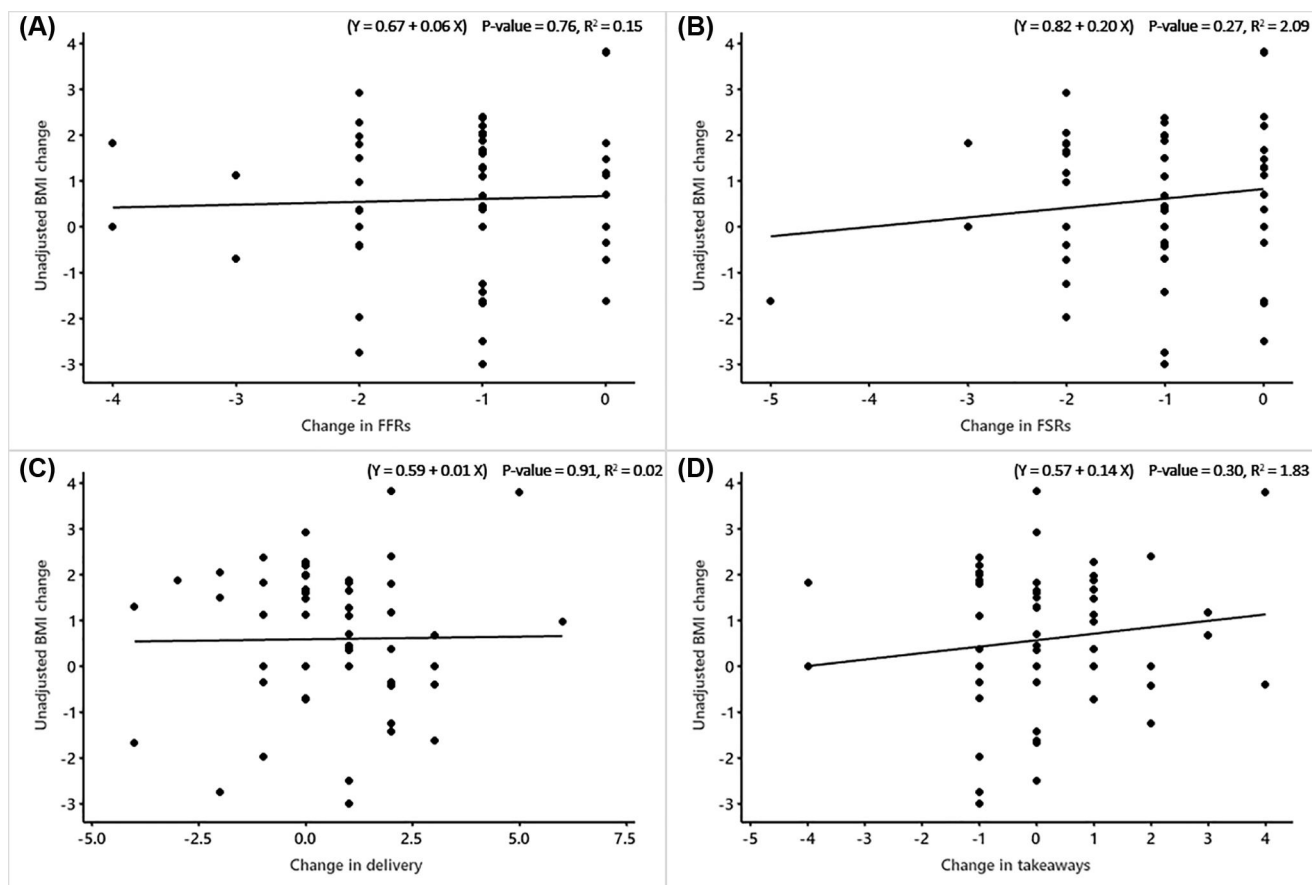 (A)
(Y = 0.67 + 0.06 X) P-value = 0.76, R² = 0.15
Unadjusted BMI change
4
3
2
1
0
-1
-2
-3
-4 -3 -2 -1 0
Change in FFRs
(B)
(Y = 0.82 + 0.20 X) P-value = 0.27, R² = 2.09
Unadjusted BMI change
4
3
2
1
0
-1
-2
-3
-5 -4 -3 -2 -1 0
Change in FSRs
(C)
(Y = 0.59 + 0.01 X) P-value = 0.91, R² = 0.02
Unadjusted BMI change
4
3
2
1
0
-1
-2
-3
-5.0 -2.5 0.0 2.5 5.0 7.5
Change in delivery
(D)
(Y = 0.57 + 0.14 X) P-value = 0.30, R² = 1.83
Unadjusted BMI change
4
3
2
1
0
-1
-2
-3
-4 -3 -2 -1 0 1 2 3 4
Change in takeaways